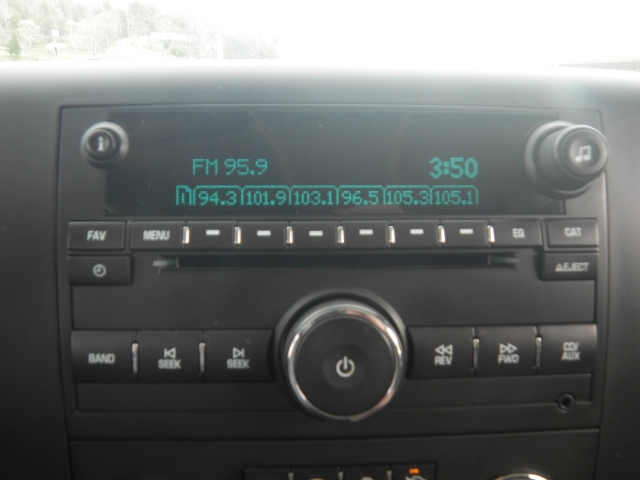 FM 95.9 3:50
1 94.3 101.9 103.1 96.5 105.3 105.1
FAV MENU EQ CAT
EJECT
BAND SEEK SEEK REV FWD CD/AUX